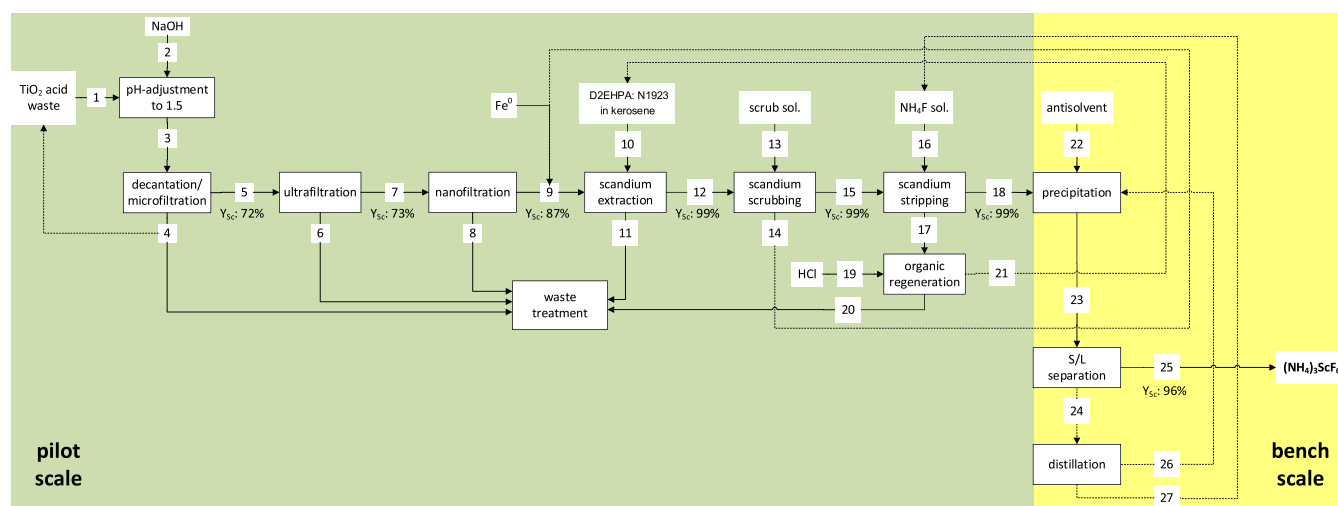 NaOH
2
TiO2 acid
waste
1
pH-adjustment
to 1.5
3
Fe0
D2EHPA: N1923
in kerosene
scrub sol.
NH4F sol.
antisolvent
10
13
16
22
decantation/
microfiltration
5
YSc: 72%
ultrafiltration
7
YSc: 73%
nanofiltration
9
YSc: 87%
scandium
extraction
12
YSc: 99%
scandium
scrubbing
15
YSc: 99%
scandium
stripping
18
YSc: 99%
precipitation
4
6
8
11
14
17
HCl
19
organic
regeneration
21
waste
treatment
20
23
S/L
separation
25
YSc: 96%
(NH4)3ScF6
24
distillation
26
27
pilot
scale
bench
scale